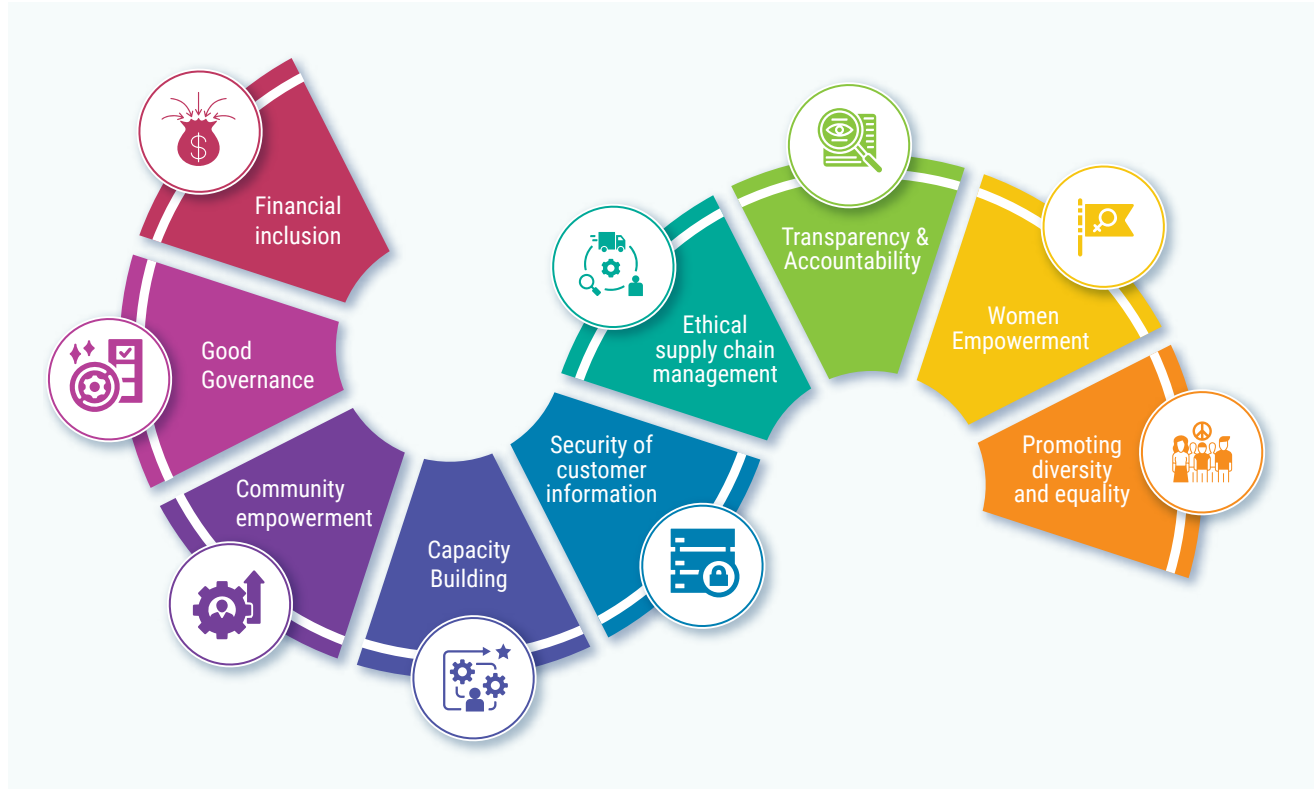 Financial
inclusion
Good
Governance
Community
empowerment
Capacity
Building
Security of
customer
information
Ethical
supply chain
management
Transparency &
Accountability
Women
Empowerment
Promoting
diversity
and equality
$